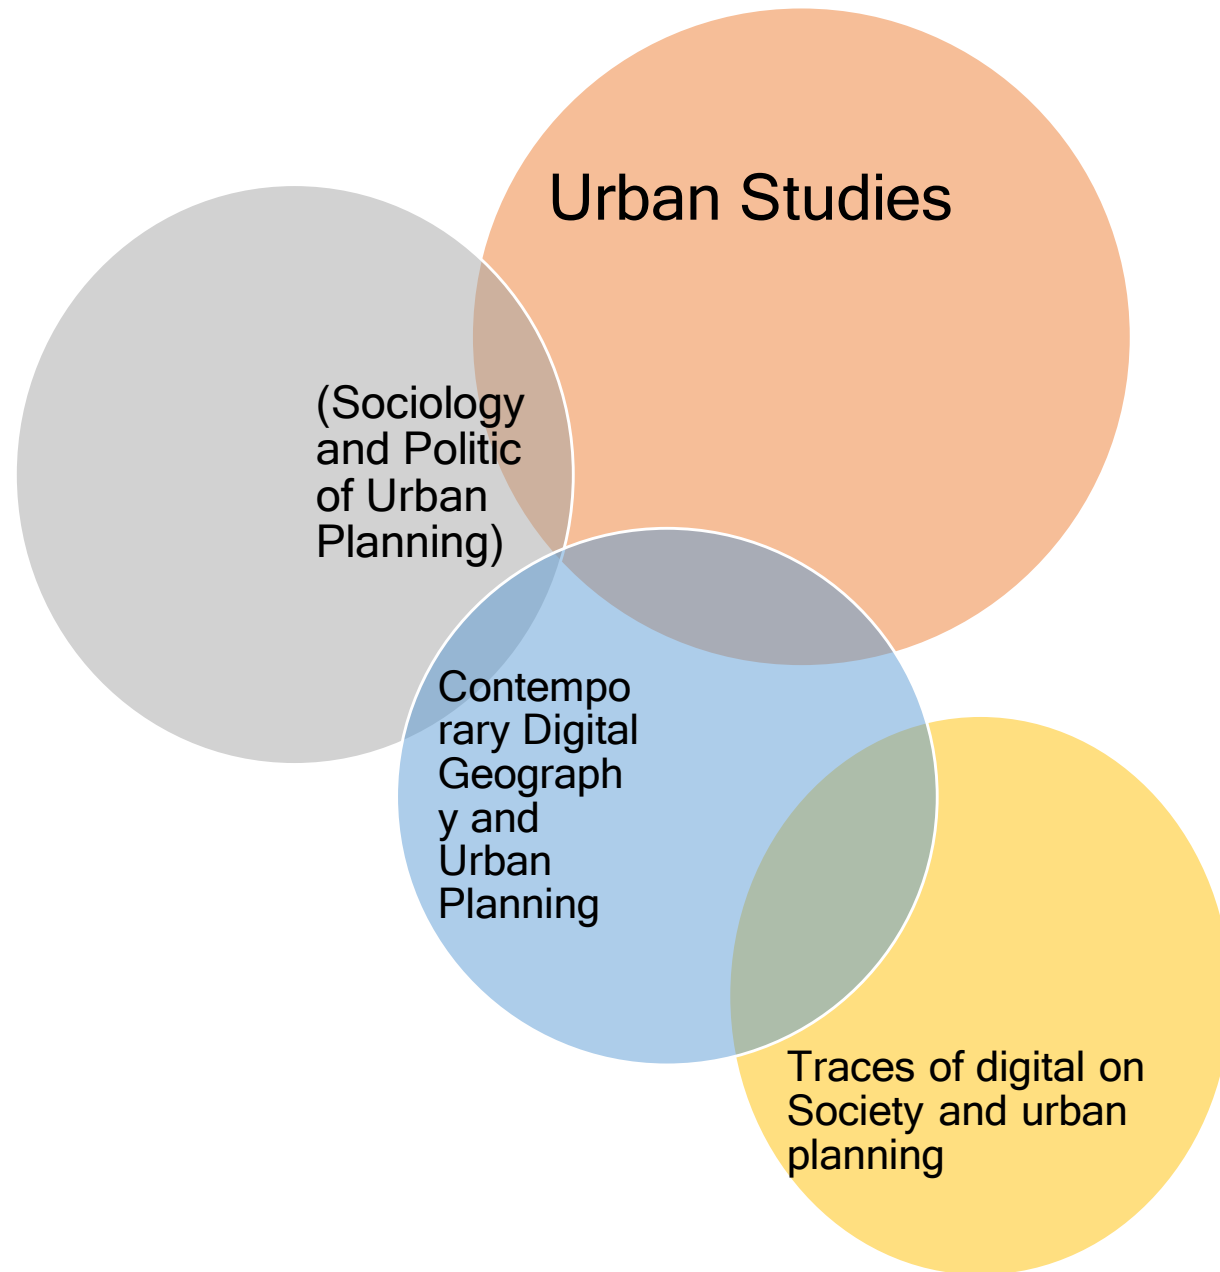 Urban Studies
(Sociology
and Politic
of Urban
Planning)
Contempo
rary Digital
Geograph
y and
Urban
Planning
Traces of digital on
Society and urban
planning